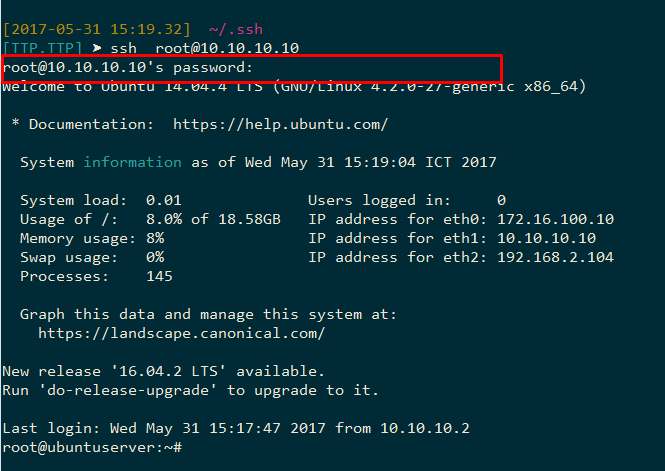 [2017-05-31 15:19.32]  ~/.ssh
[TTP.TTP] ➤ ssh  root@10.10.10.10
root@10.10.10.10's password:
Welcome to Ubuntu 14.04.4 LTS (GNU/Linux 4.2.0-27-generic x86_64)
* Documentation:  https://help.ubuntu.com/
System information as of Wed May 31 15:19:04 ICT 2017
System load:  0.01              Users logged in:     0
Usage of /:   8.0% of 18.58GB   IP address for eth0: 172.16.100.10
Memory usage: 8%                IP address for eth1: 10.10.10.10
Swap usage:   0%                IP address for eth2: 192.168.2.104
Processes:    145
Graph this data and manage this system at:
https://landscape.canonical.com/
New release '16.04.2 LTS' available.
Run 'do-release-upgrade' to upgrade to it.
Last login: Wed May 31 15:17:47 2017 from 10.10.10.2
root@ubuntuserver:~#